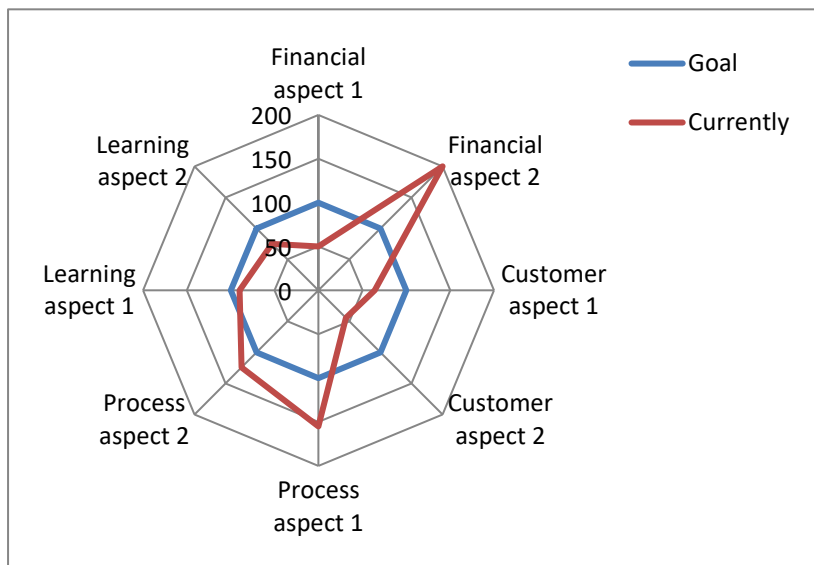 Financial
aspect 1
Goal
Currently
200
150
100
50
0
Financial
aspect 2
Customer
aspect 1
Customer
aspect 2
Process
aspect 1
Process
aspect 2
Learning
aspect 1
Learning
aspect 2